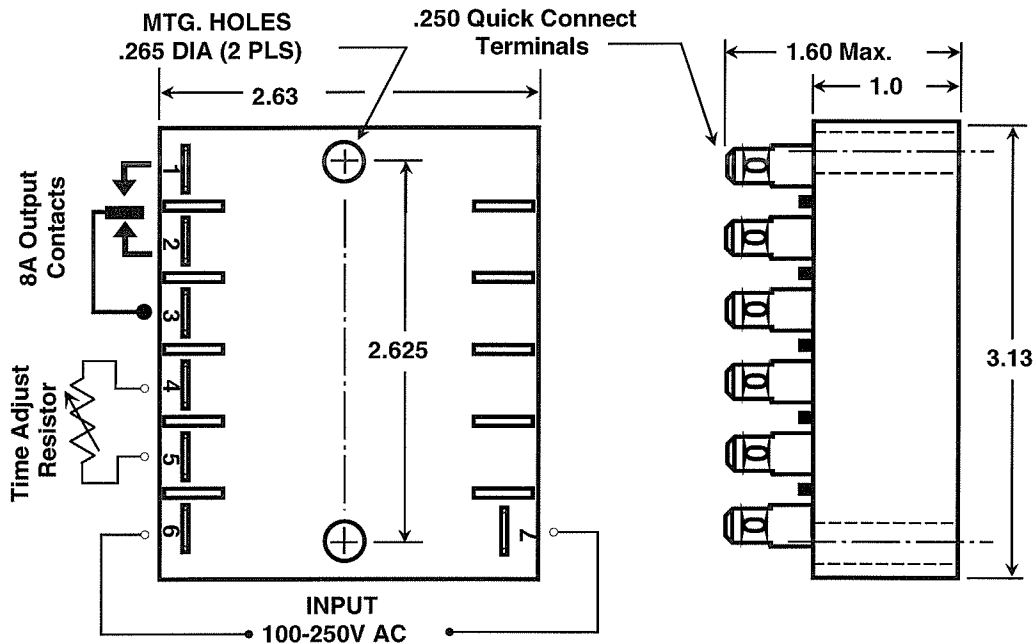 MTG. HOLES
.265 DIA (2 PLS)
.250 Quick Connect
Terminals
1.60 Max.
2.63
1.0
8A Output
Contacts
1
2
3
2.625
3.13
Time Adjust
Resistor
4
5
6
7
INPUT
100-250V AC